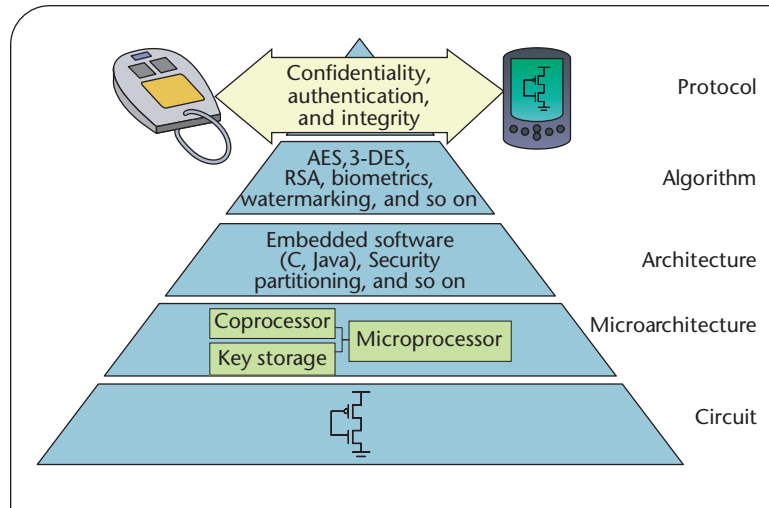 Confidentiality,
authentication,
and integrity
Protocol
AES,3-DES,
RSA, biometrics,
watermarking, and so on
Algorithm
Embedded software
(C, Java), Security
partitioning, and so on
Architecture
Coprocessor
Key storage
Microprocessor
Microarchitecture
Circuit